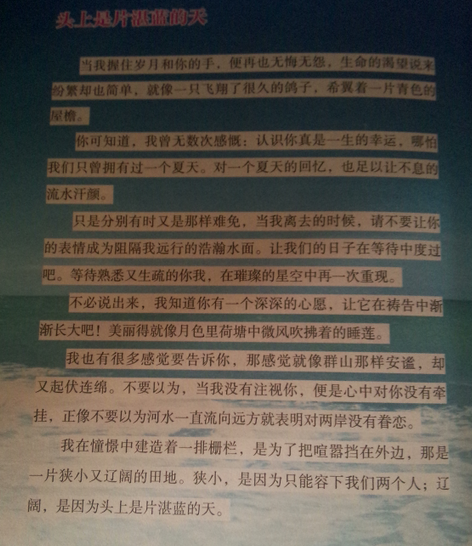 头上是片湛蓝的天
当我握住岁月和你的手，便再也无悔无怨，生命的渴望说来
纷繁却也简单，就像一只飞翔了很久的鸽子，希翼着一片青色的
屋檐。
你可知道，我曾无数次感慨：认识你真是一生的幸运，哪怕
我们只曾拥有过一个夏天。对一个夏天的回忆，也足以让不息的
流水汗颜。
只是分别有时又是那样难免，当我离去的时候，请不要让你
的表情成为阻隔我远行的浩瀚水面。让我们的日子在等待中度过
吧。等待熟悉又生疏的你我，在璀璨的星空中再一次重现。
不必说出来，我知道你有一个深深的心愿，让它在祷告中渐
渐长大吧！美丽得就像月色里荷塘中微风吹拂着的睡莲。
我也有很多感觉要告诉你，那感觉就像群山那样安谧，却
又起伏连绵。不要以为，当我没有注视你，便是心中对你没有牵
挂，正像不要以为河水一直流向远方就表明对两岸没有眷恋。
我在憧憬中建造着一排栅栏，是为了把喧嚣挡在外边，那是
一片狭小又辽阔的田地。狭小，是因为只能容下我们两个人；辽
阔，是因为头上是片湛蓝的天。